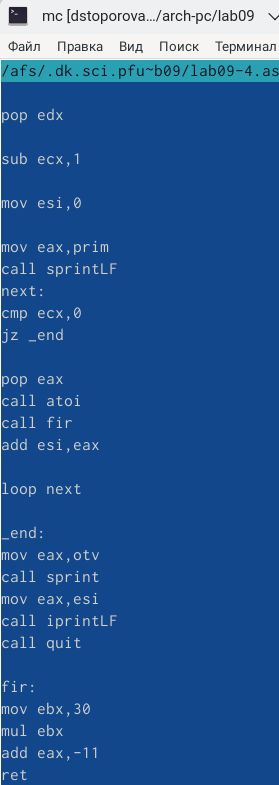 mc [dstoporova.../arch-pc/lab09
Файл Правка Вид Поиск Терминал
/afs/.dk.sci.pfu~b09/lab09-4.as
pop edx
sub ecx,1
mov esi,0
mov eax,prim
call sprintLF
next:
cmp ecx,0
jz _end
pop eax
call atoi
call fir
add esi,eax
loop next
_end:
mov eax,otv
call sprint
mov eax,esi
call iprintLF
call quit
fir:
mov ebx,30
mul ebx
add eax,-11
ret